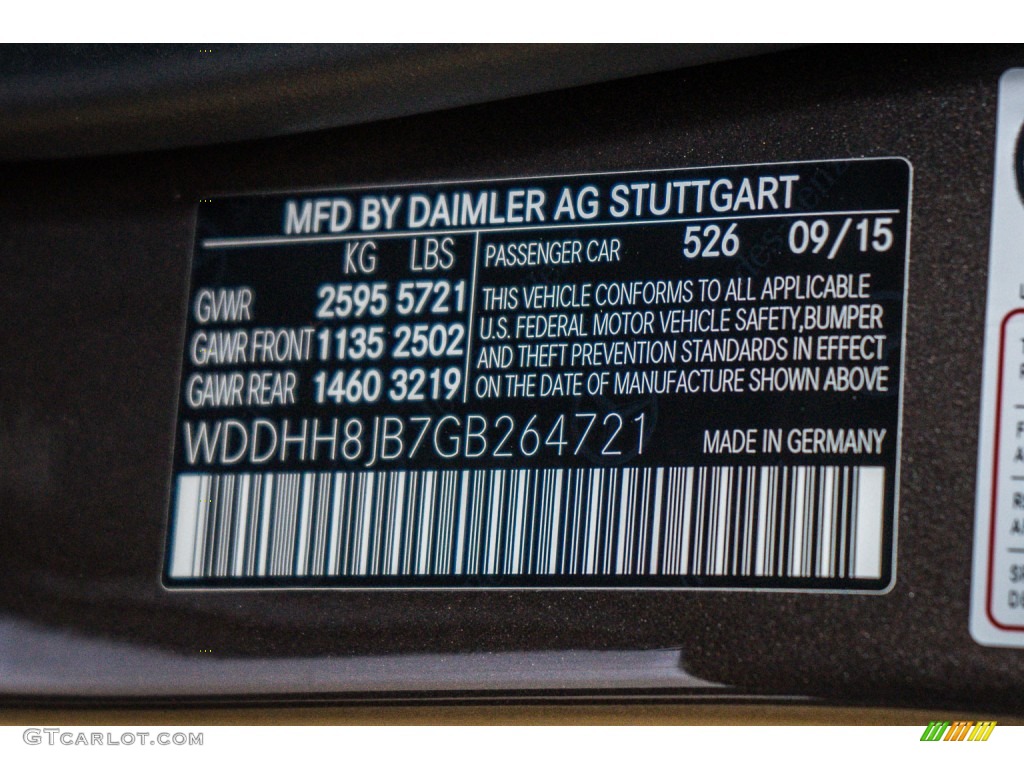 MFD BY DAIMLER AG STUTTGART
KG LBS
PASSENGER CAR 526 09/15
GVWR 2595 5721
GAWR FRONT 1135 2502
GAWR REAR 1460 3219
THIS VEHICLE CONFORMS TO ALL APPLICABLE
U.S. FEDERAL MOTOR VEHICLE SAFETY,BUMPER
AND THEFT PREVENTION STANDARDS IN EFFECT
ON THE DATE OF MANUFACTURE SHOWN ABOVE
WDDHH8JB7GB264721
MADE IN GERMANY
GTCARLOT.COM